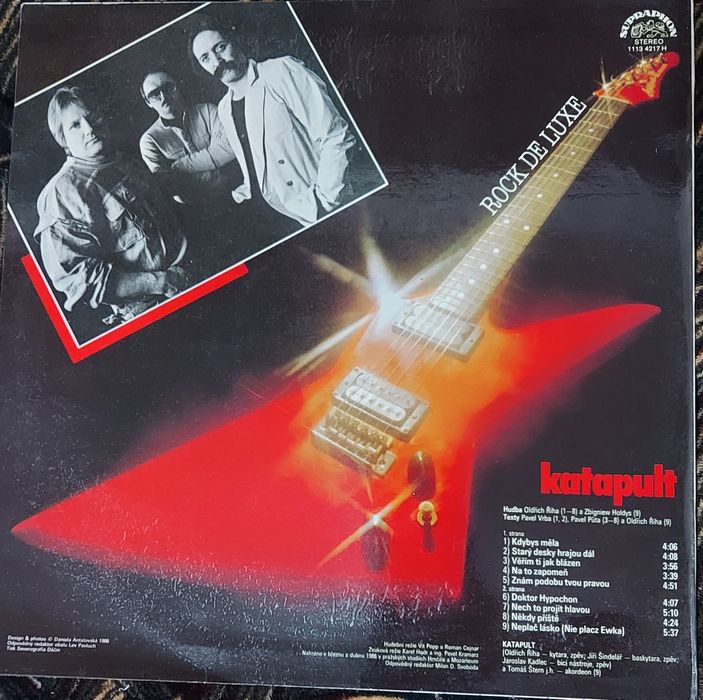 SUPRAPHON
STEREO
1113 4217 H
ROCK DE LUXE
katapult
Hudba Oldřich Říha (1—8) a Zbigniew Holdys (9)
Texty Pavel Vrba (1, 2), Pavel Půta (3—8) a Oldřich Říha (9)
1. strana
1) Kdybys měla 4:06
2) Starý desky hrajou dál 4:08
3) Věřím ti jak blázen 3:56
4) Na to zapomeň 3:39
5) Znám podobu tvou pravou 4:51
2. strana
6) Doktor Hypochon 4:07
7) Nech to projít hlavou 5:10
8) Někdy příště 4:24
9) Neplač lásko (Nie placz Ewka) 5:37
KATAPULT
(Oldřich Říha — kytara, zpěv; Jiří Šindelář — baskytara, zpěv;
Jaroslav Kadlec — bicí nástroje, zpěv)
a Tomáš Štern j.h. — akordeon (9)
Hudební režie Vít Popp a Roman Cejnar
Zvuková režie Karel Hodr a ing. Pavel Kramarz
Nahráno v březnu a dubnu 1986 v pražských studiích Hrnčíře a Mozarteum
Odpovědný redaktor Milan D. Svoboda
Design & photos © Daniela Antalovská 1986
Odpovědný redaktor obalu Lev Pavluch
Tisk Severografia Děčín